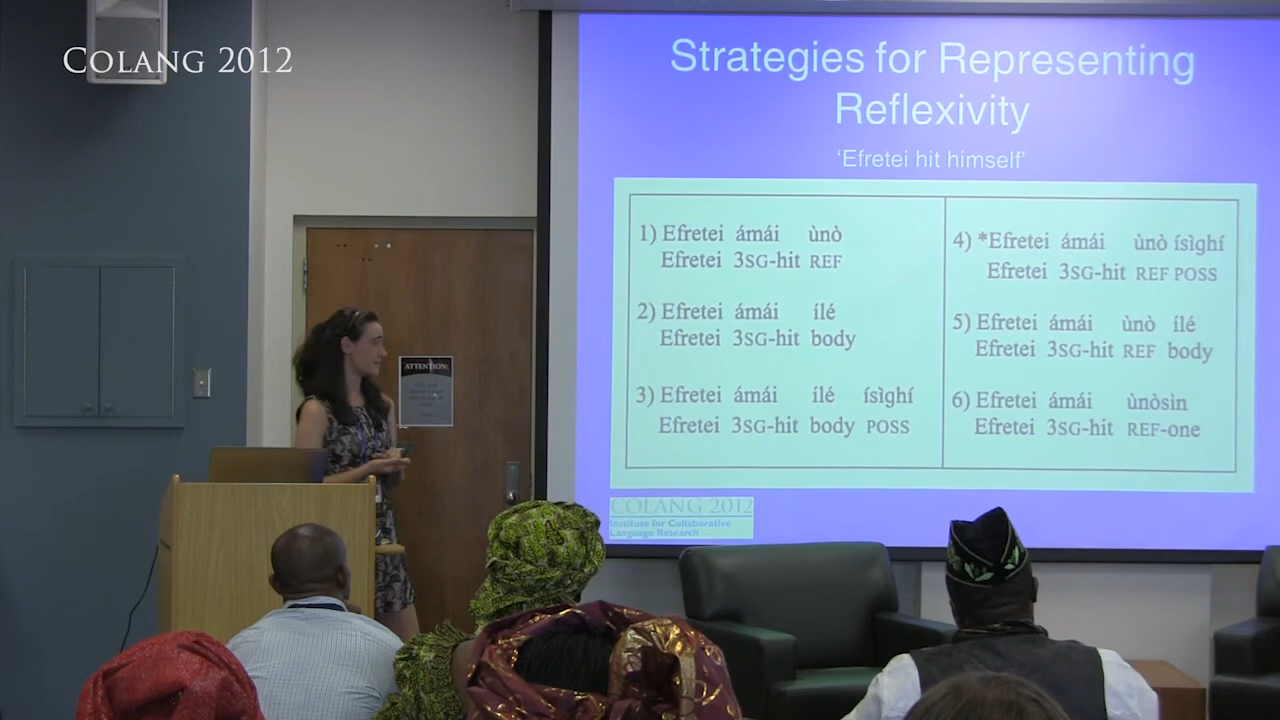 COLANG 2012
Strategies for Representing
Reflexivity
‘Efretei hit himself’
1) Efretei ámái ùnò
Efretei 3SG-hit REF
2) Efretei ámái ílé
Efretei 3SG-hit body
3) Efretei ámái ílé ísìghí
Efretei 3SG-hit body POSS
4) *Efretei ámái ùnò ísìghí
Efretei 3SG-hit REF POSS
5) Efretei ámái ùnò ílé
Efretei 3SG-hit REF body
6) Efretei ámái ùnòsìn
Efretei 3SG-hit REF-one
ATTENTION:
COLANG 2012
Institute for Collaborative
Language Research